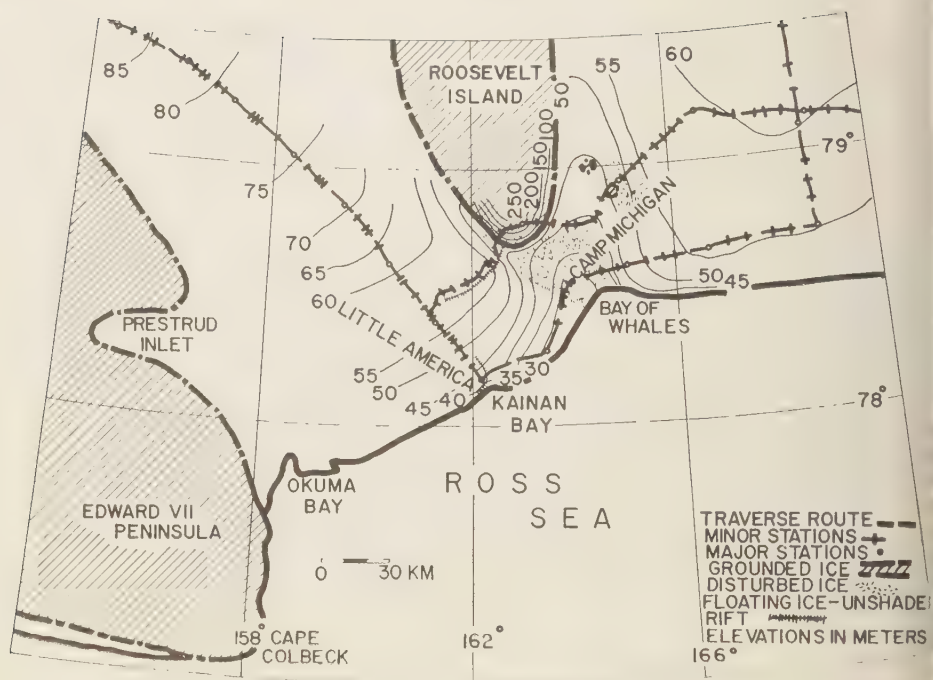 85
80
75
70
65
60
55
50
45
40
35
30
ROOSEVELT
ISLAND
50
100
150
200
250
55
60
79°
CAMP MICHIGAN
50
45
BAY OF
WHALES
LITTLE AMERICA
KAINAN
BAY
78°
PRESTRUD
INLET
EDWARD VII
PENINSULA
OKUMA
BAY
ROSS
SEA
0
30 KM
158°
CAPE
COLBECK
162°
166°
TRAVERSE ROUTE
MINOR STATIONS
MAJOR STATIONS
GROUNDED ICE
DISTURBED ICE
FLOATING ICE-UNSHADE
RIFT
ELEVATIONS IN METERS